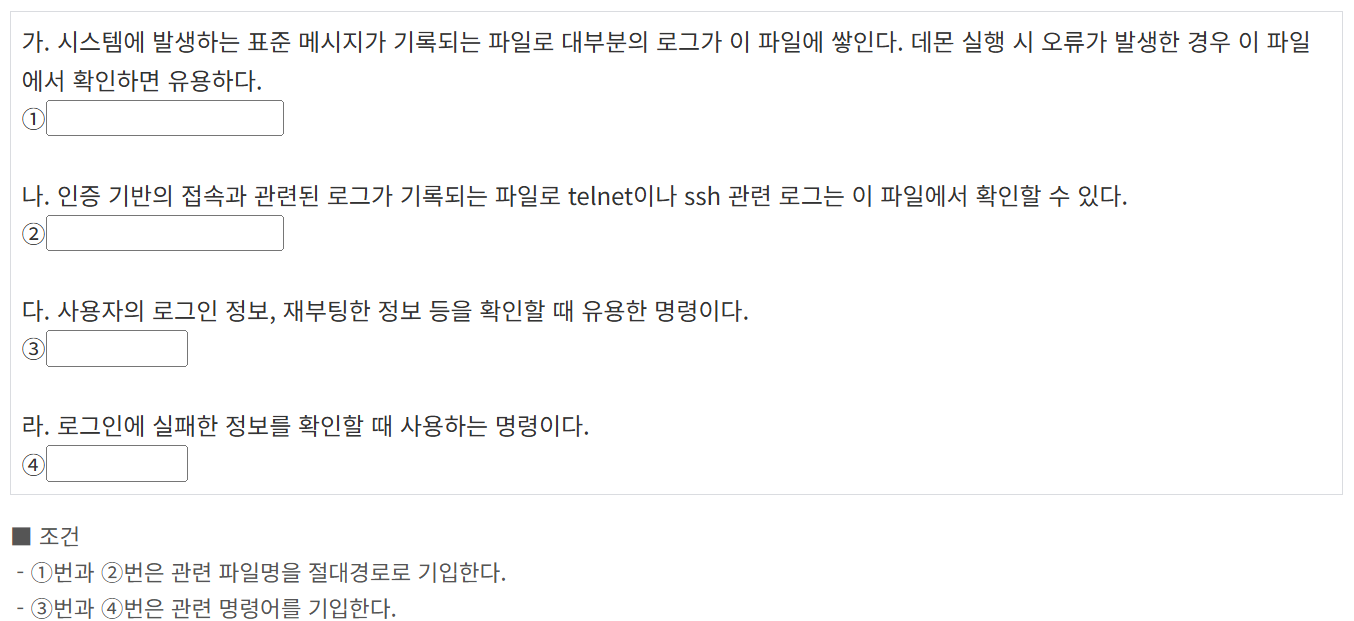 가. 시스템에 발생하는 표준 메시지가 기록되는 파일로 대부분의 로그가 이 파일에 쌓인다. 데몬 실행 시 오류가 발생한 경우 이 파일
에서 확인하면 유용하다.
①
나. 인증 기반의 접속과 관련된 로그가 기록되는 파일로 telnet이나 ssh 관련 로그는 이 파일에서 확인할 수 있다.
②
다. 사용자의 로그인 정보, 재부팅한 정보 등을 확인할 때 유용한 명령이다.
③
라. 로그인에 실패한 정보를 확인할 때 사용하는 명령이다.
④
■ 조건
- ①번과 ②번은 관련 파일명을 절대경로로 기입한다.
- ③번과 ④번은 관련 명령어를 기입한다.